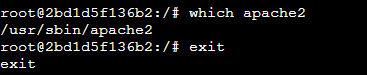 root@2bd1d5f136b2:/# which apache2
/usr/sbin/apache2
root@2bd1d5f136b2:/# exit
exit